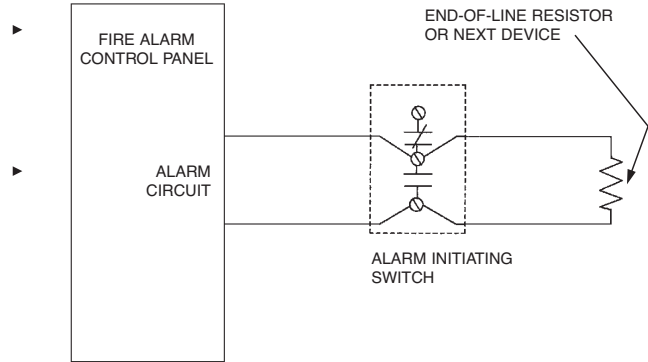 END-OF-LINE RESISTOR
OR NEXT DEVICE
FIRE ALARM
CONTROL PANEL
ALARM
CIRCUIT
ALARM INITIATING
SWITCH